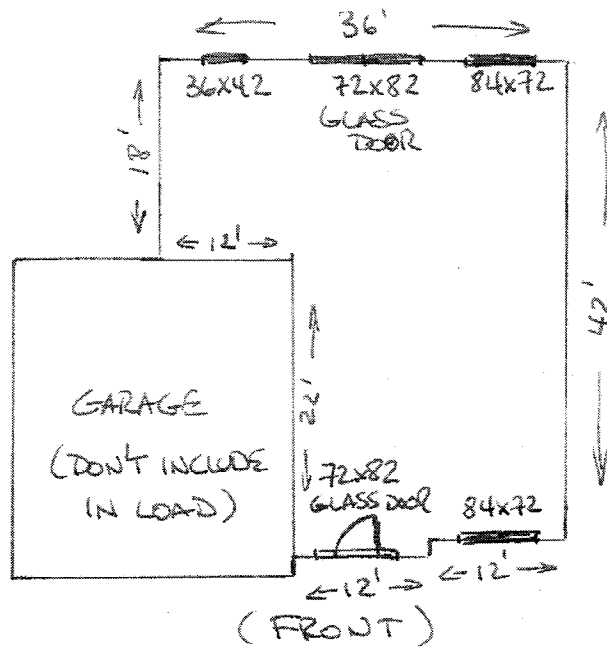 36'
36X42
72X82
84X72
GLASS
DOOR
18'
12'
42'
22'
GARAGE
(DON'T INCLUDE
IN LOAD)
72X82
GLASS DOOR
84X72
12'
12'
(FRONT)